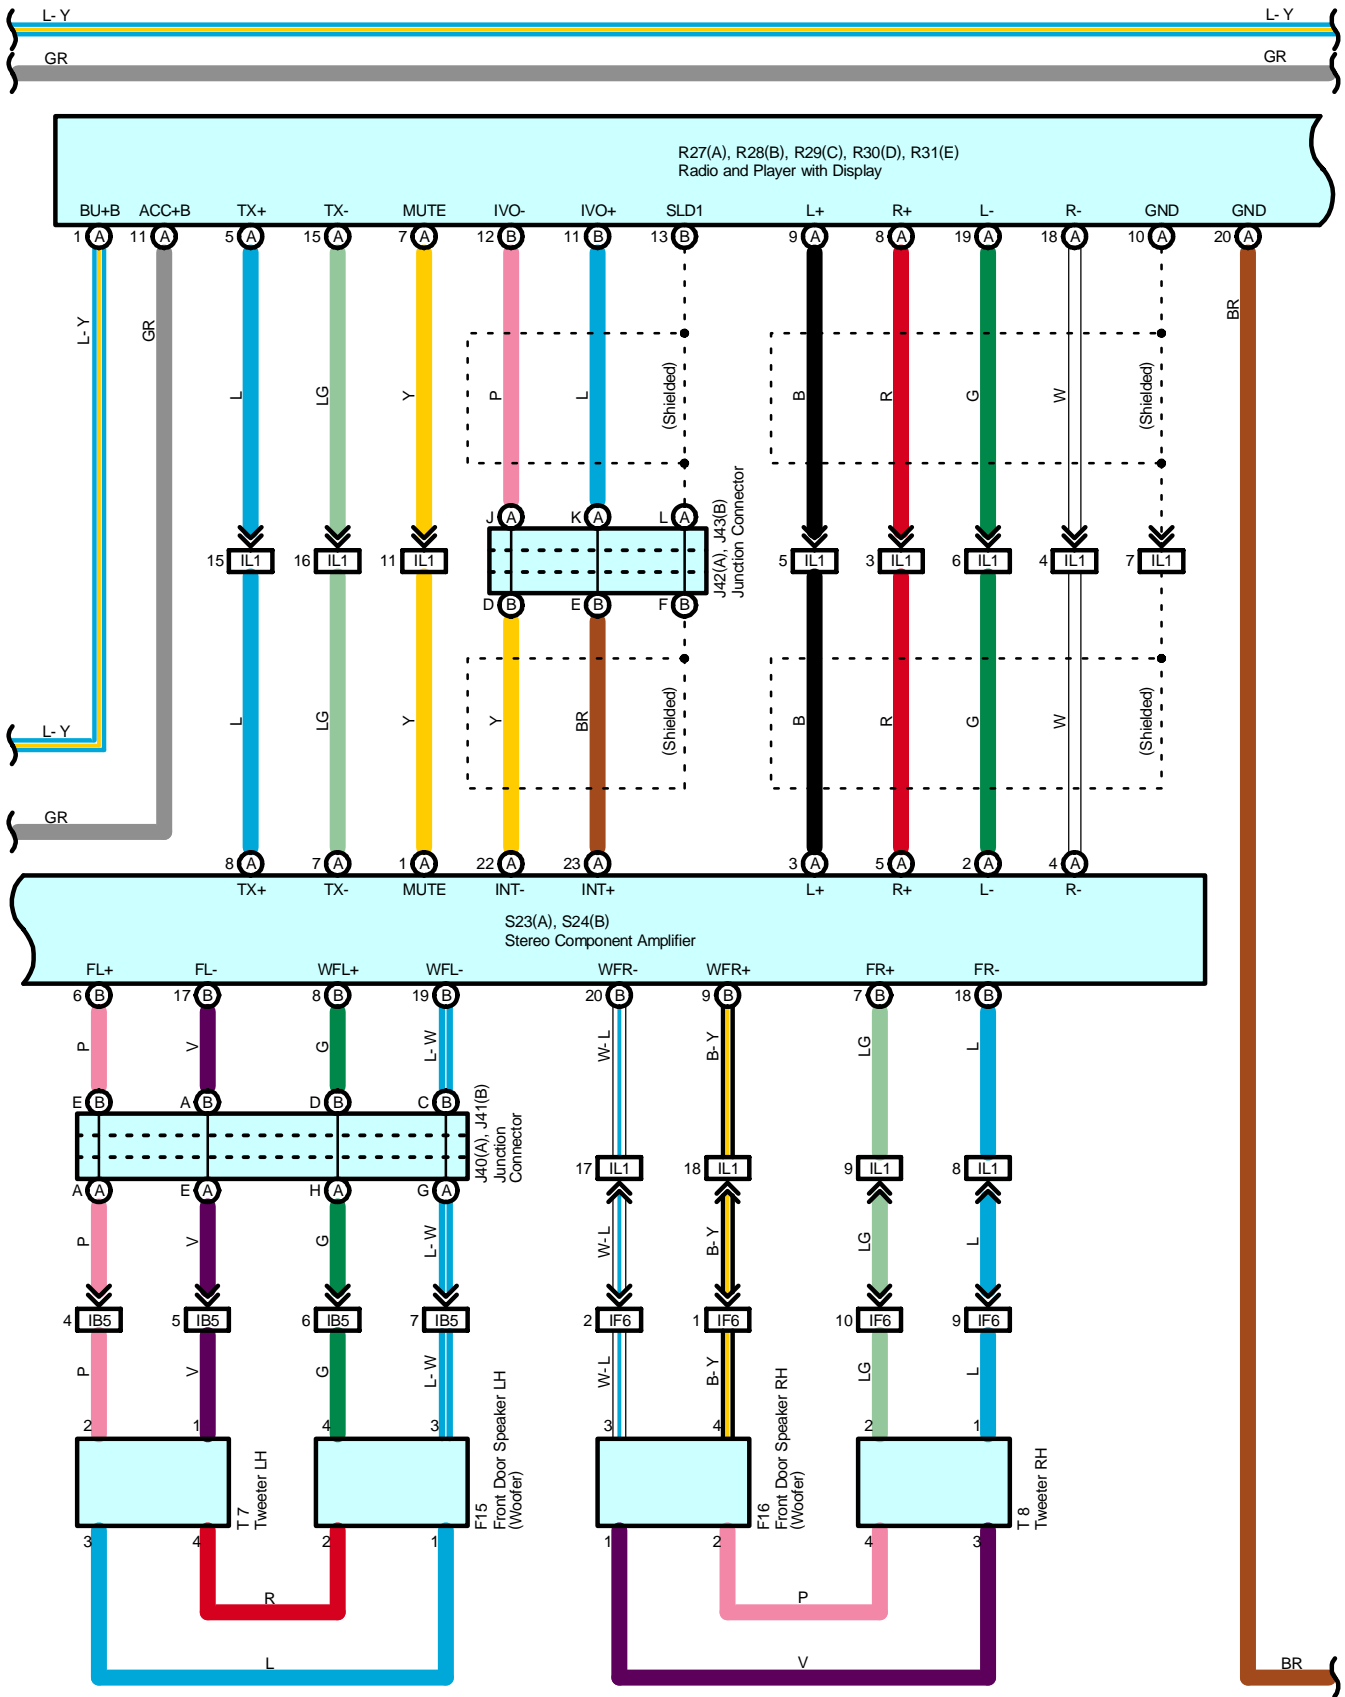 L- Y L- Y
GR GR
R27(A), R28(B), R29(C), R30(D), R31(E)
Radio and Player with Display
BU+B ACC+B TX+ TX- MUTE IVO- IVO+ SLD1 L+ R+ L- R- GND GND
1 A 11 A 5 A 15 A 7 A 12 B 11 B 13 B 9 A 8 A 19 A 18 A 10 A 20 A
L- Y GR BR
L LG Y P L (Shielded) B R G W (Shielded)
J A K A L A
J42(A), J43(B)
Junction Connector
15 IL1 16 IL1 11 IL1 5 IL1 3 IL1 6 IL1 4 IL1 7 IL1
D B E B F B
L LG Y Y BR (Shielded) B R G W (Shielded)
L- Y
GR
8 A 7 A 1 A 22 A 23 A 3 A 5 A 2 A 4 A
TX+ TX- MUTE INT- INT+ L+ R+ L- R-
S23(A), S24(B)
Stereo Component Amplifier
FL+ FL- WFL+ WFL- WFR- WFR+ FR+ FR-
6 B 17 B 8 B 19 B 20 B 9 B 7 B 18 B
P V G L- W W- L B- Y LG L
E B A B D B C B
J40(A), J41(B)
Junction
Connector
17 IL1 18 IL1 9 IL1 8 IL1
A A E A H A G A
P V G L- W W- L B- Y LG L
4 IB5 5 IB5 6 IB5 7 IB5 2 IF6 1 IF6 10 IF6 9 IF6
P V G L- W W- L B- Y LG L
2 1 4 3 3 4 2 1
T 7
Tweeter LH
F15
Front Door Speaker LH
(Woofer)
F16
Front Door Speaker RH
(Woofer)
T 8
Tweeter RH
3 4 2 1 1 2 4 3
R P
L V BR